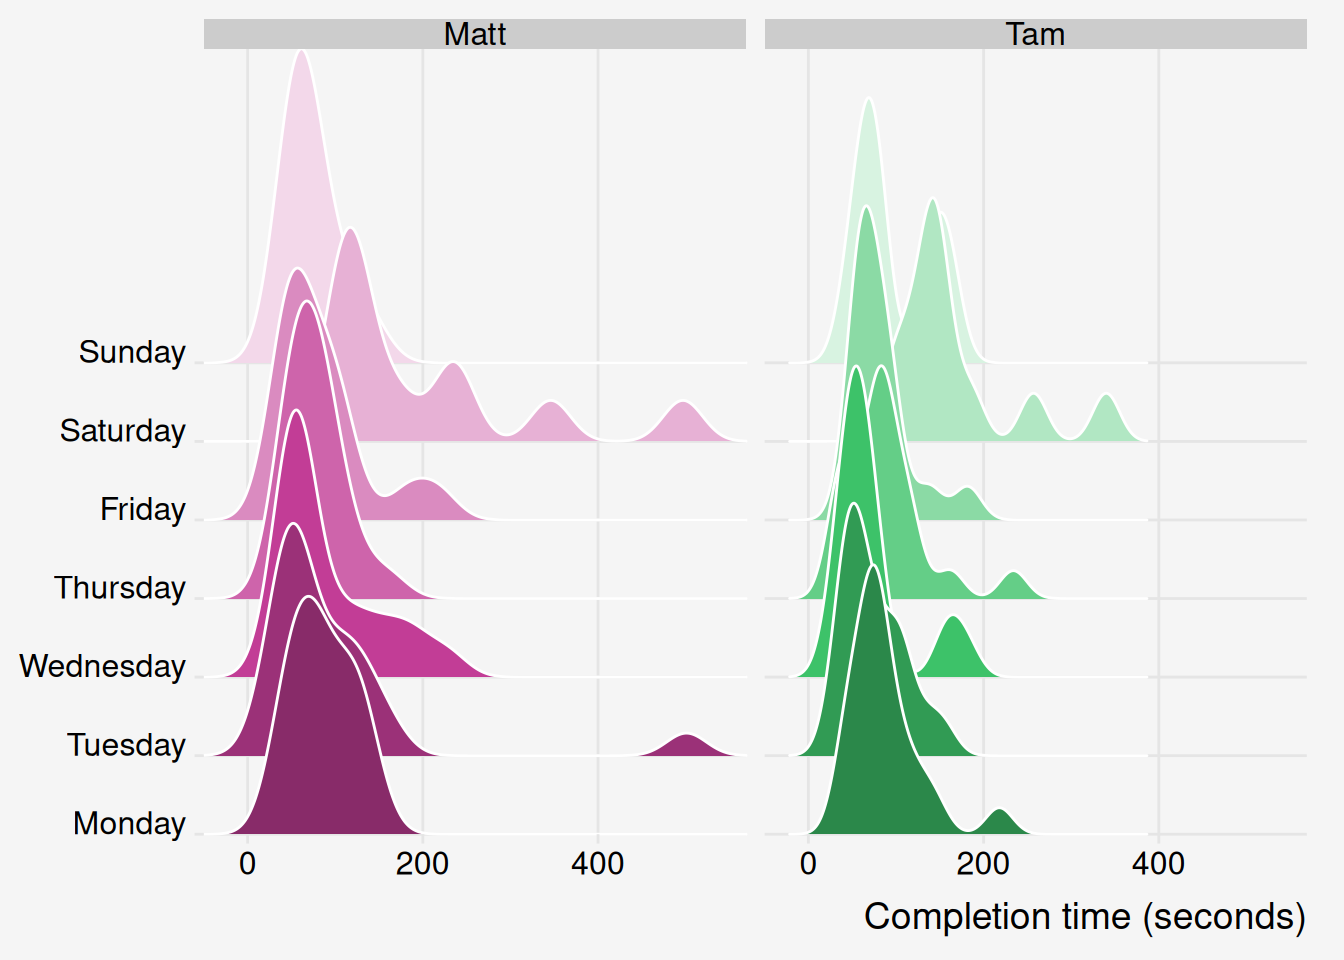 Matt
Tam
Sunday
Saturday
Friday
Thursday
Wednesday
Tuesday
Monday
0 200 400
0 200 400
Completion time (seconds)